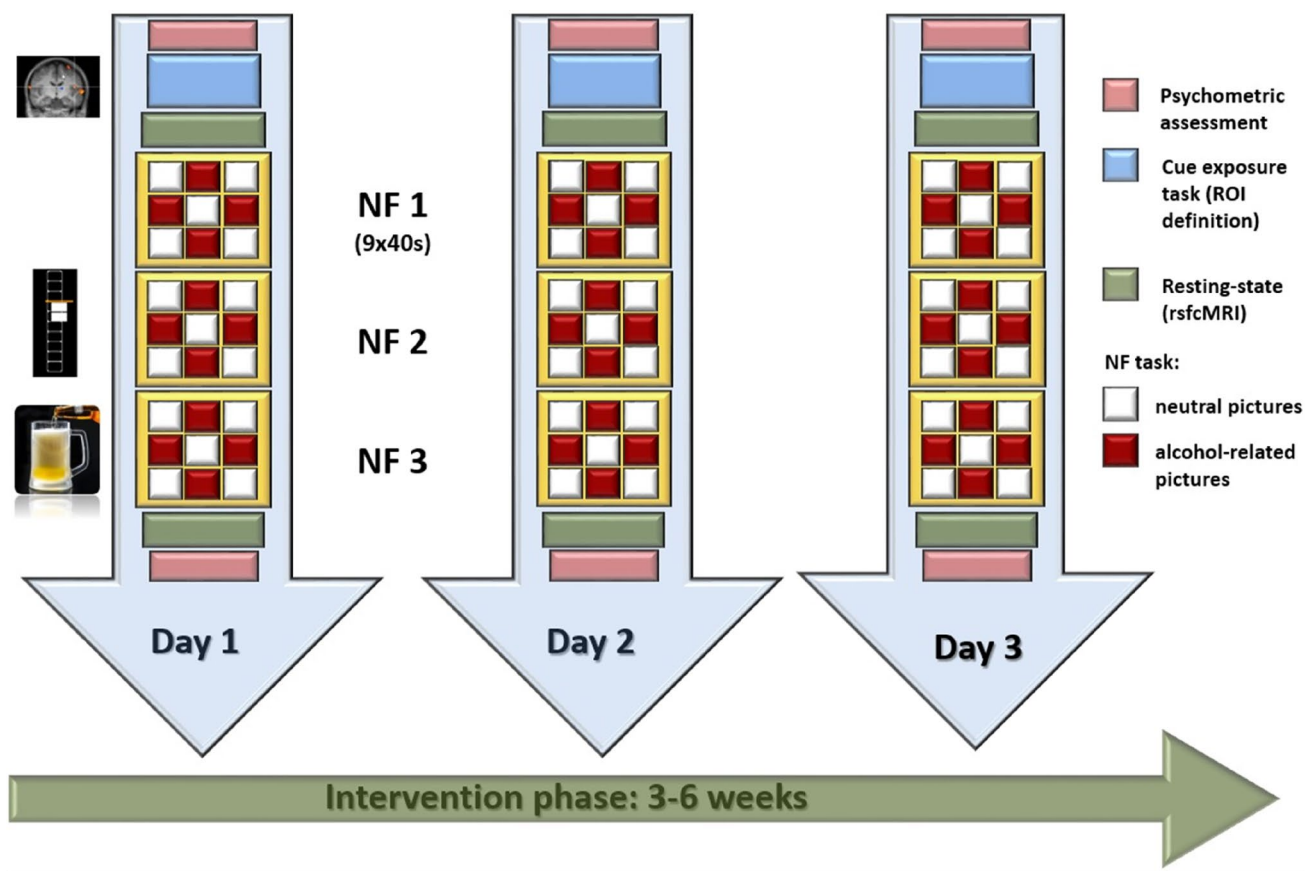 NF 1
(9x40s)
NF 2
NF 3
Day 1
Day 2
Day 3
Psychometric
assessment
Cue exposure
task (ROI
definition)
Resting-state
(rsfcMRI)
NF task:
neutral pictures
alcohol-related
pictures
Intervention phase: 3-6 weeks